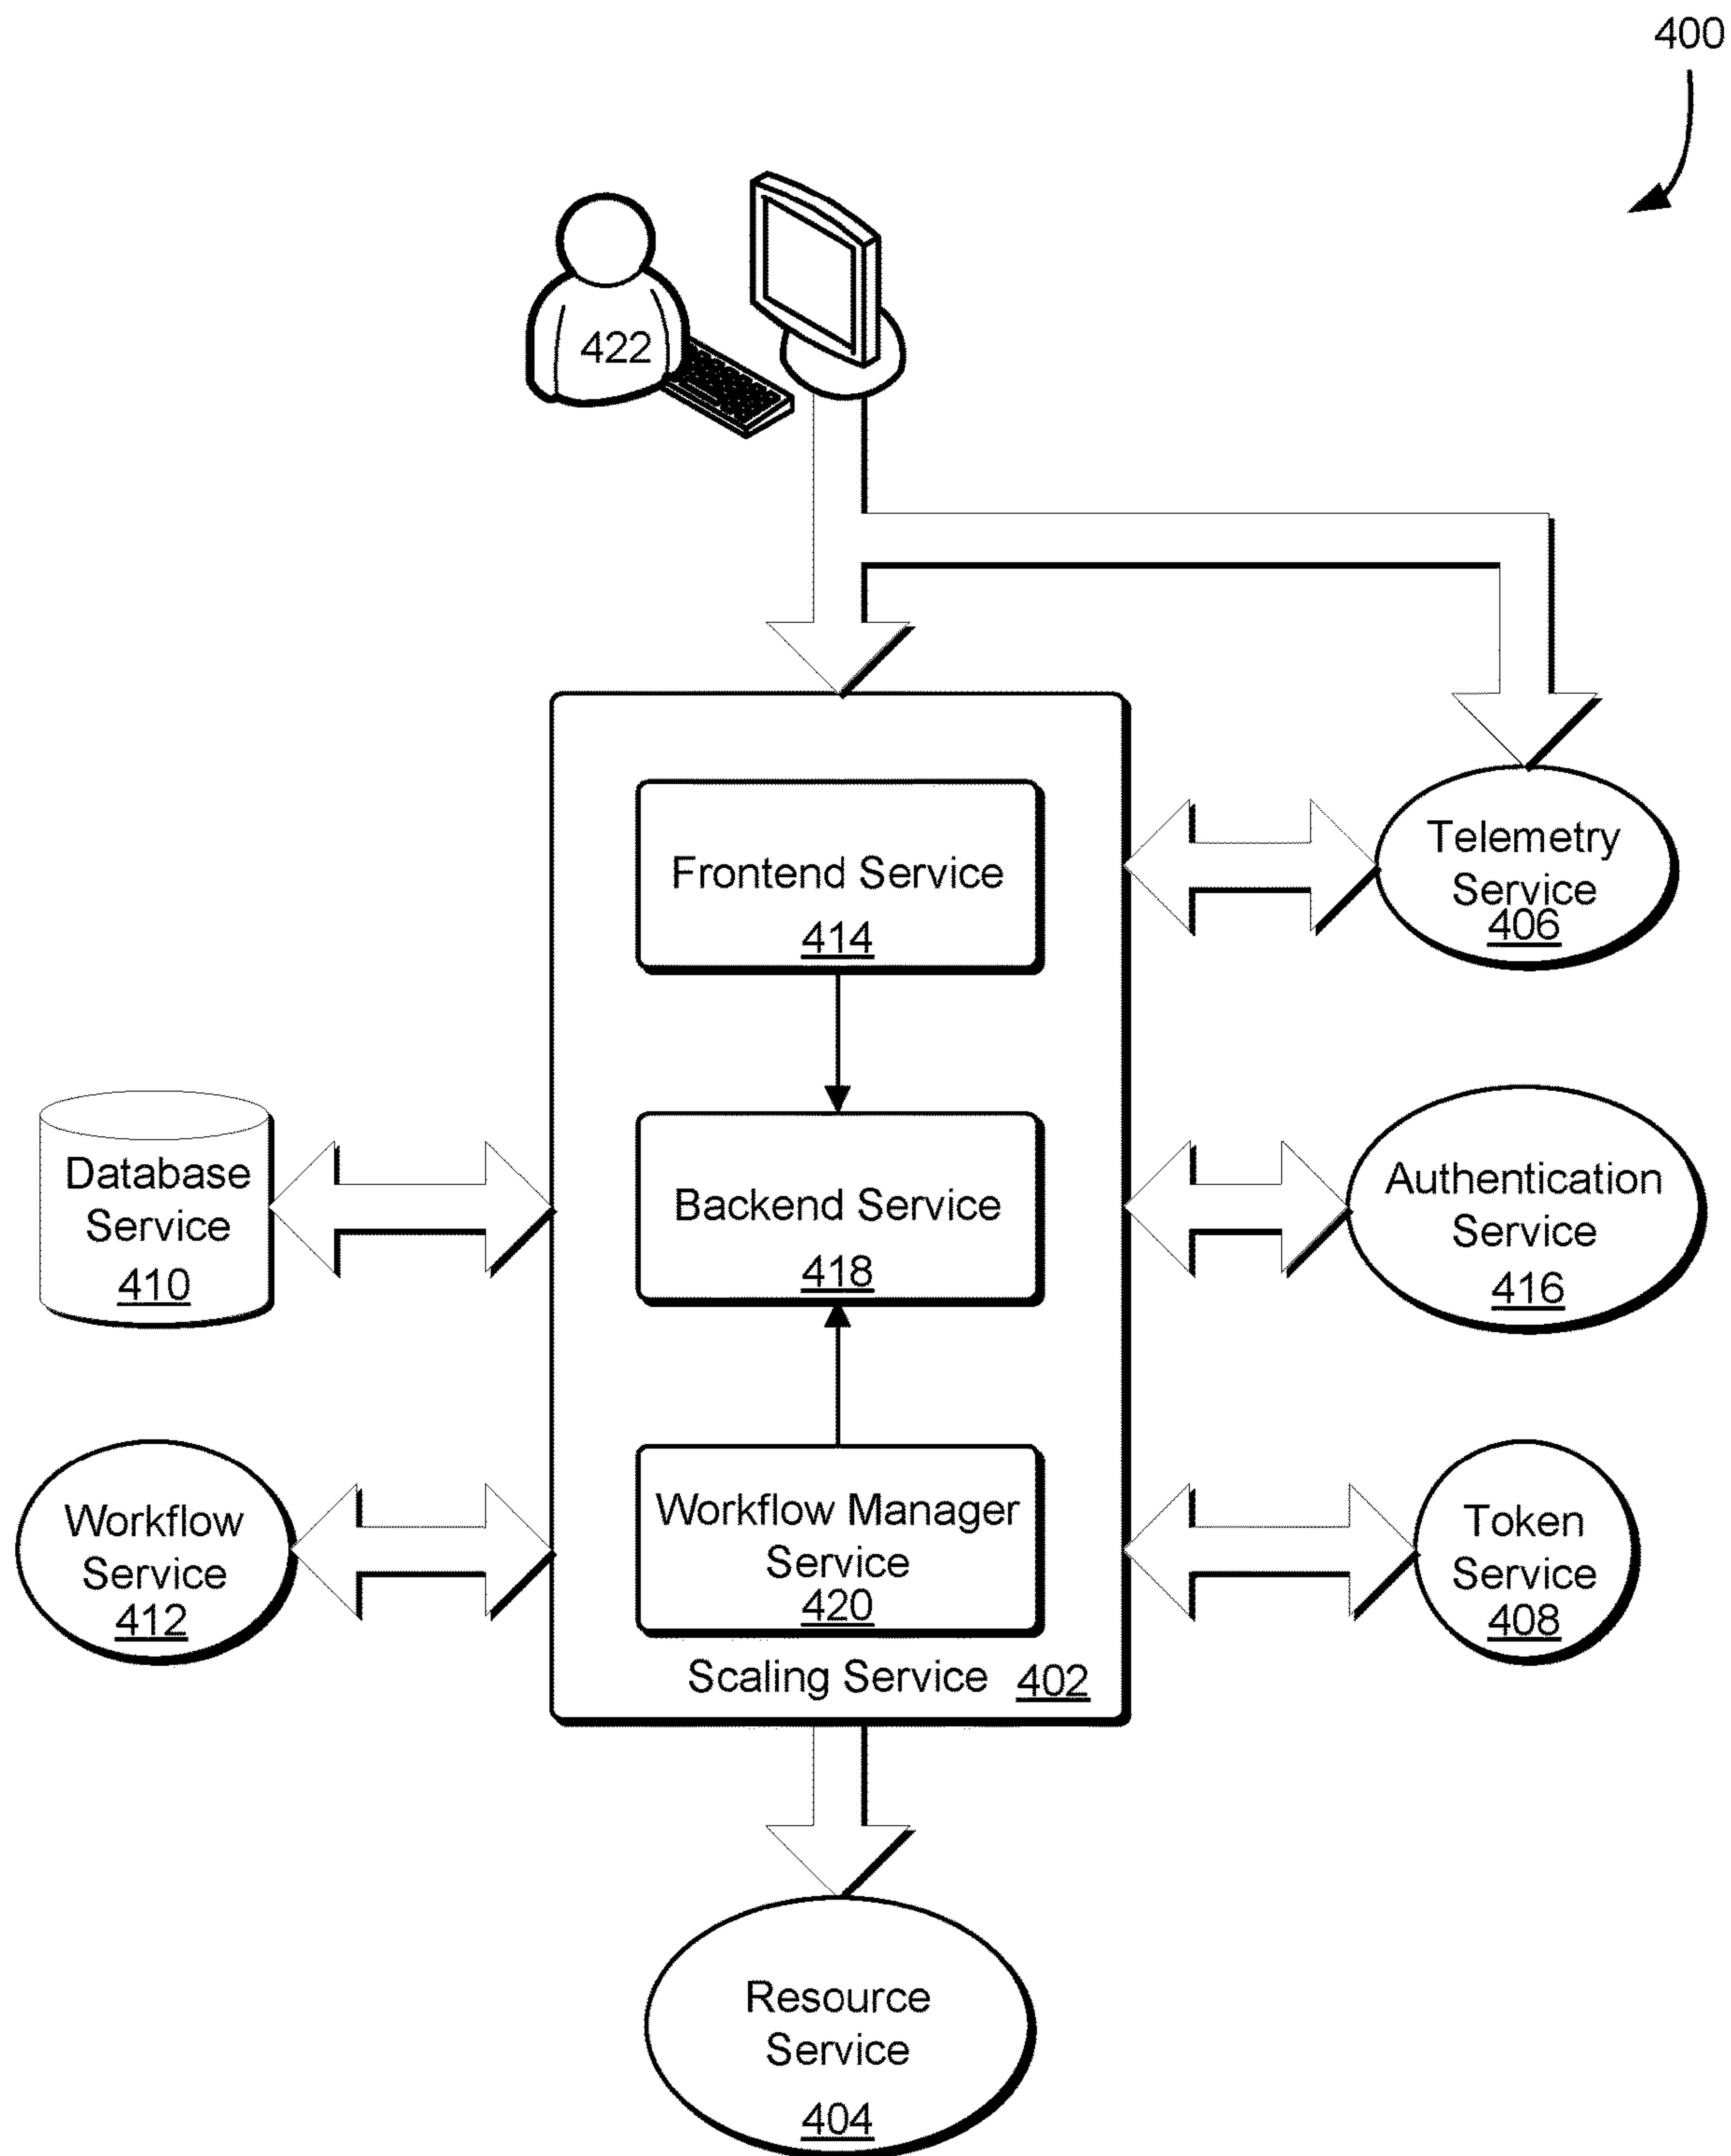 400
422
Frontend Service
414
Telemetry
Service
406
Database
Service
410
Backend Service
418
Authentication
Service
416
Workflow
Service
412
Workflow Manager
Service
420
Token
Service
408
Scaling Service 402
Resource
Service
404